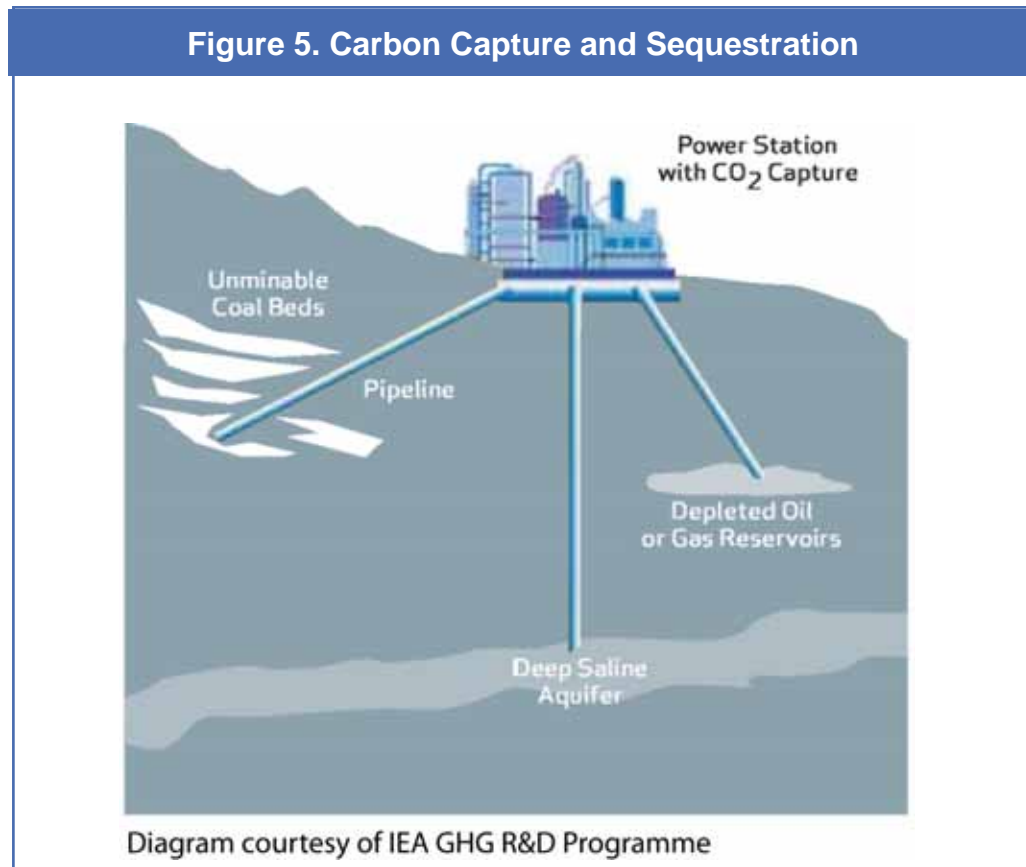 Figure 5. Carbon Capture and Sequestration
Power Station
with CO₂ Capture
Unminable
Coal Beds
Pipeline
Depleted Oil
or Gas Reservoirs
Deep Saline
Aquifer
Diagram courtesy of IEA GHG R&D Programme